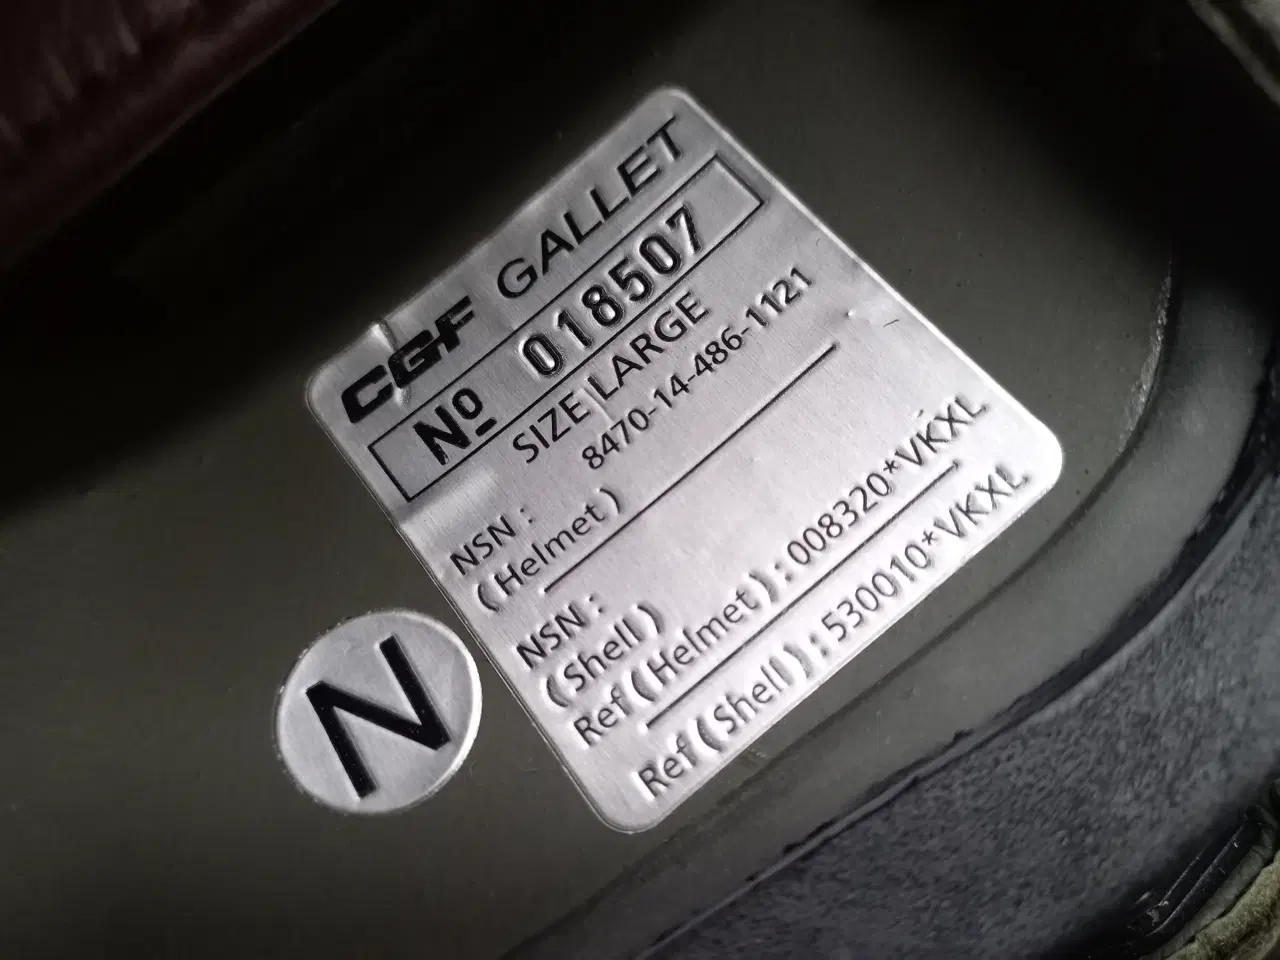 CGF GALLET
Nº 018507
SIZE LARGE
NSN : 8470-14-486-1121
(Helmet)
NSN :
(Shell)
Ref(Helmet):008320*VKXL
Ref(Shell):530010*VKXL
N